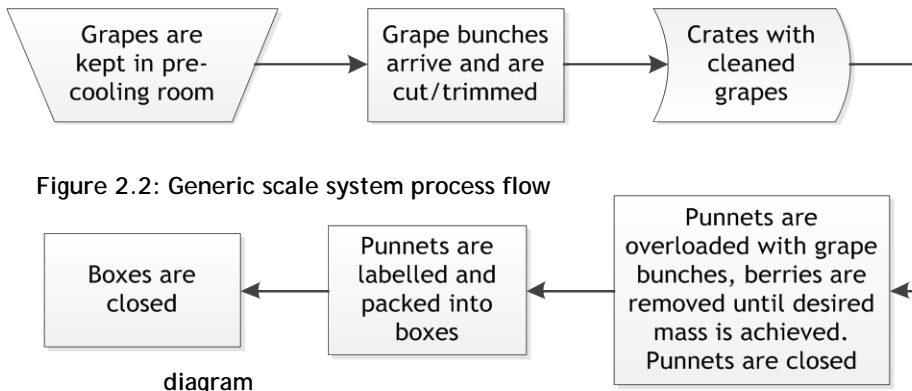 Grapes are
kept in pre-
cooling room
Grape bunches
arrive and are
cut/trimmed
Crates with
cleaned
grapes
Figure 2.2: Generic scale system process flow
Punnets are
overloaded with grape
bunches, berries are
removed until desired
mass is achieved.
Punnets are closed
Punnets are
labelled and
packed into
boxes
Boxes are
closed
diagram